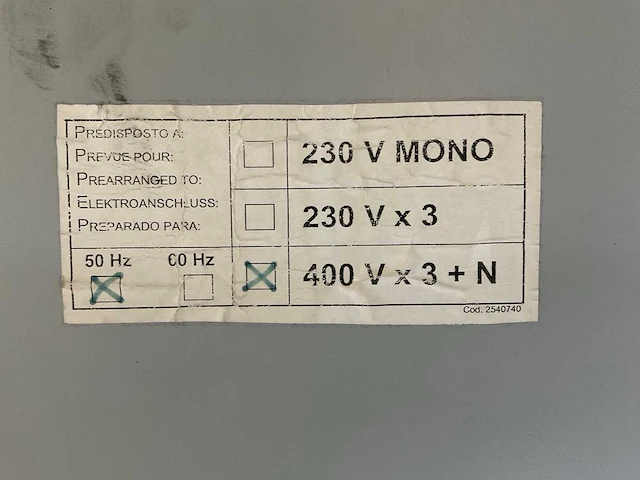 PREDISPOSTO A:
PREVUE POUR:
PREARRANGED TO:
ELEKTROANSCHLUSS:
PREPARADO PARA:
50 Hz 60 Hz
230 V MONO
230 V x 3
400 V x 3 + N
Cod. 2540740